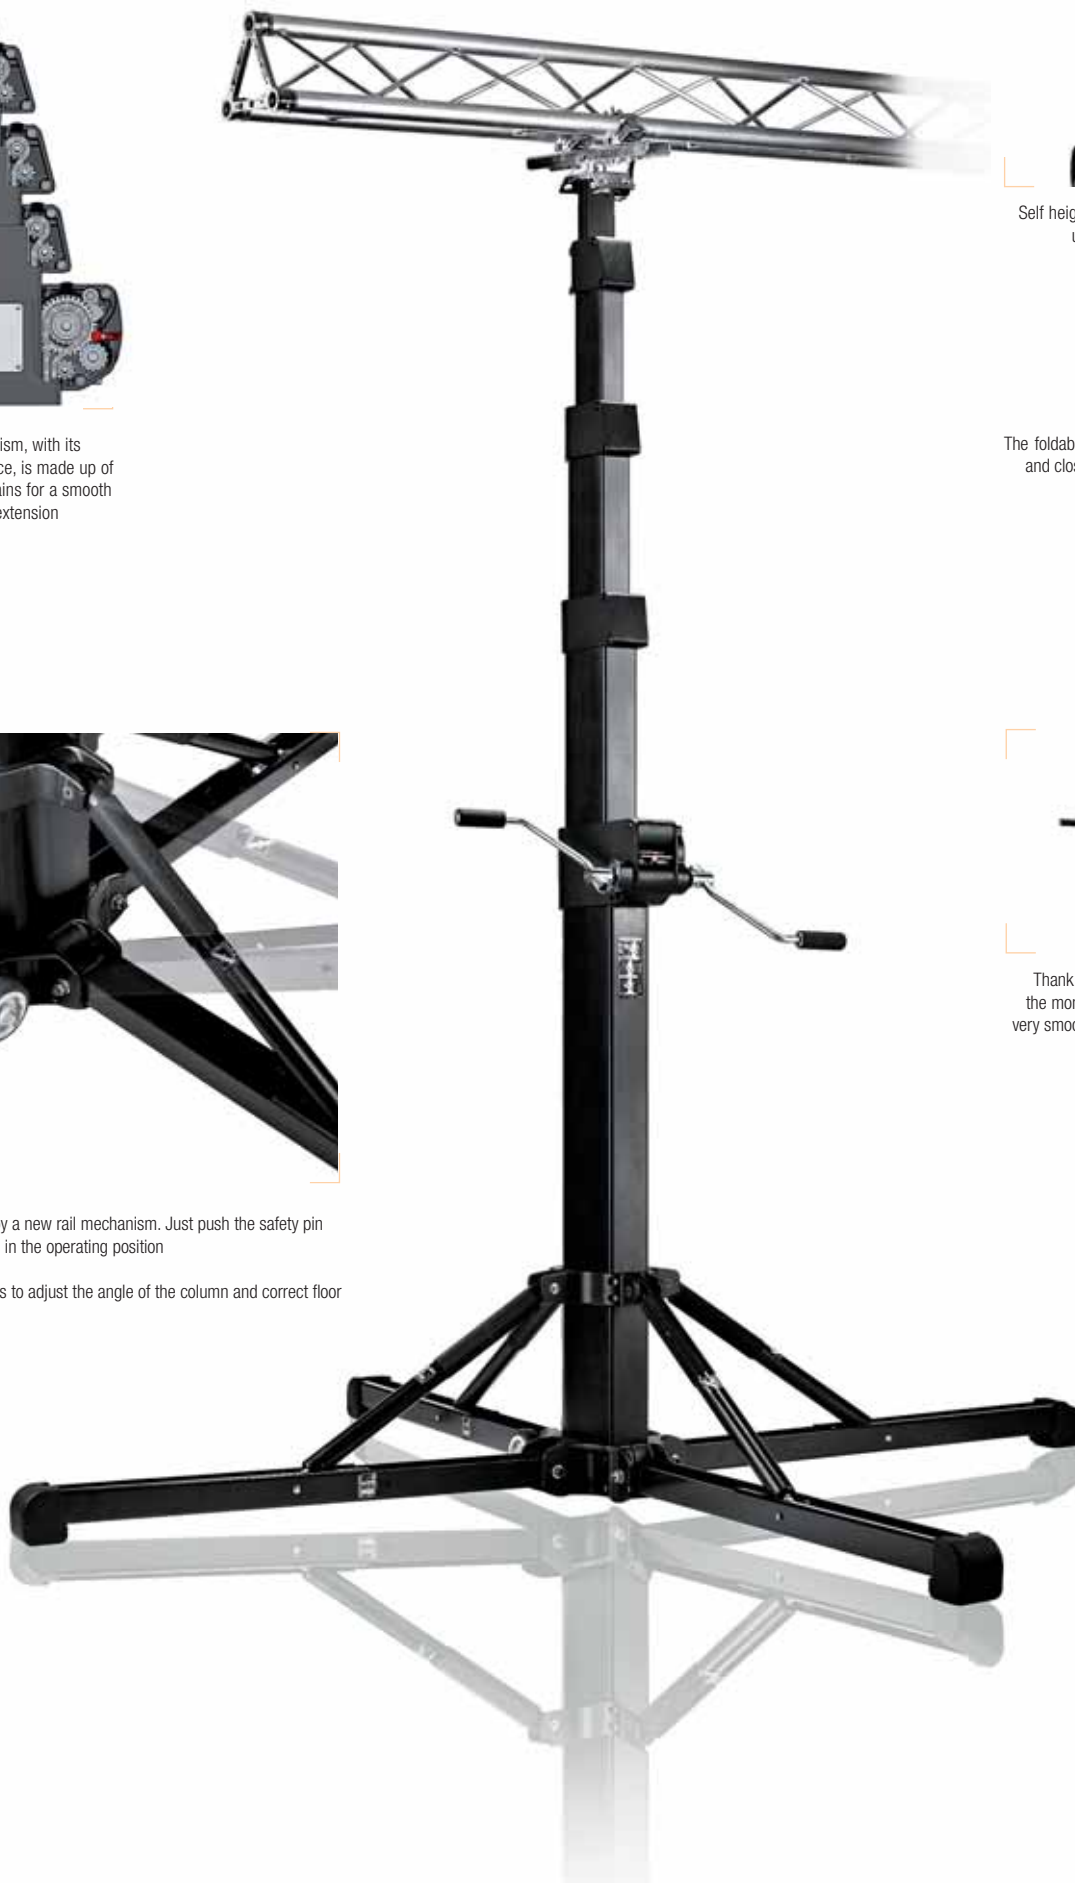 ism, with its
ce, is made up of
ains for a smooth
extension
y a new rail mechanism. Just push the safety pin
in the operating position
s to adjust the angle of the column and correct floor
Self heig
u
The foldab
and clos
Thank
the mor
very smoo